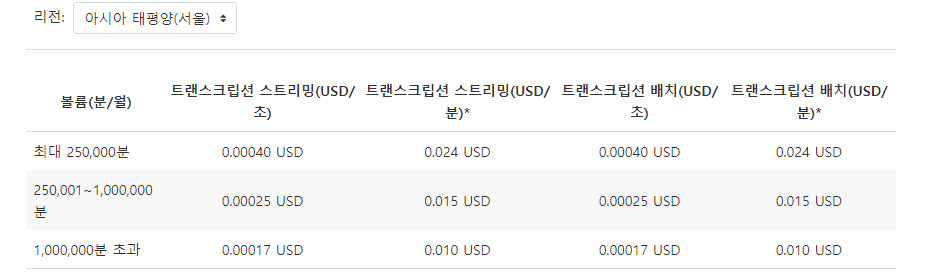 리전: 아시아 태평양(서울)
볼륨(분/월) 트랜스크립션 스트리밍(USD/초) 트랜스크립션 스트리밍(USD/분)* 트랜스크립션 배치(USD/초) 트랜스크립션 배치(USD/분)*
최대 250,000분 0.00040 USD 0.024 USD 0.00040 USD 0.024 USD
250,001~1,000,000분 0.00025 USD 0.015 USD 0.00025 USD 0.015 USD
1,000,000분 초과 0.00017 USD 0.010 USD 0.00017 USD 0.010 USD